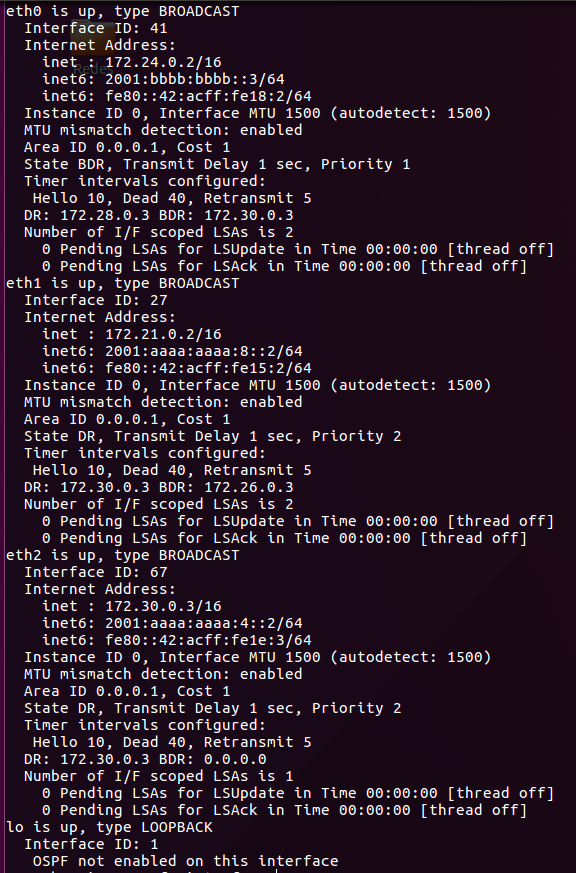 eth0 is up, type BROADCAST
  Interface ID: 41
  Internet Address:
    inet : 172.24.0.2/16
    inet6: 2001:bbbb:bbbb::3/64
    inet6: fe80::42:acff:fe18:2/64
  Instance ID 0, Interface MTU 1500 (autodetect: 1500)
  MTU mismatch detection: enabled
  Area ID 0.0.0.1, Cost 1
  State BDR, Transmit Delay 1 sec, Priority 1
  Timer intervals configured:
   Hello 10, Dead 40, Retransmit 5
  DR: 172.28.0.3 BDR: 172.30.0.3
  Number of I/F scoped LSAs is 2
    0 Pending LSAs for LSUpdate in Time 00:00:00 [thread off]
    0 Pending LSAs for LSAck in Time 00:00:00 [thread off]
eth1 is up, type BROADCAST
  Interface ID: 27
  Internet Address:
    inet : 172.21.0.2/16
    inet6: 2001:aaaa:aaaa:8::2/64
    inet6: fe80::42:acff:fe15:2/64
  Instance ID 0, Interface MTU 1500 (autodetect: 1500)
  MTU mismatch detection: enabled
  Area ID 0.0.0.1, Cost 1
  State DR, Transmit Delay 1 sec, Priority 2
  Timer intervals configured:
   Hello 10, Dead 40, Retransmit 5
  DR: 172.30.0.3 BDR: 172.26.0.3
  Number of I/F scoped LSAs is 2
    0 Pending LSAs for LSUpdate in Time 00:00:00 [thread off]
    0 Pending LSAs for LSAck in Time 00:00:00 [thread off]
eth2 is up, type BROADCAST
  Interface ID: 67
  Internet Address:
    inet : 172.30.0.3/16
    inet6: 2001:aaaa:aaaa:4::2/64
    inet6: fe80::42:acff:fe1e:3/64
  Instance ID 0, Interface MTU 1500 (autodetect: 1500)
  MTU mismatch detection: enabled
  Area ID 0.0.0.1, Cost 1
  State DR, Transmit Delay 1 sec, Priority 2
  Timer intervals configured:
   Hello 10, Dead 40, Retransmit 5
  DR: 172.30.0.3 BDR: 0.0.0.0
  Number of I/F scoped LSAs is 1
    0 Pending LSAs for LSUpdate in Time 00:00:00 [thread off]
    0 Pending LSAs for LSAck in Time 00:00:00 [thread off]
lo is up, type LOOPBACK
  Interface ID: 1
   OSPF not enabled on this interface